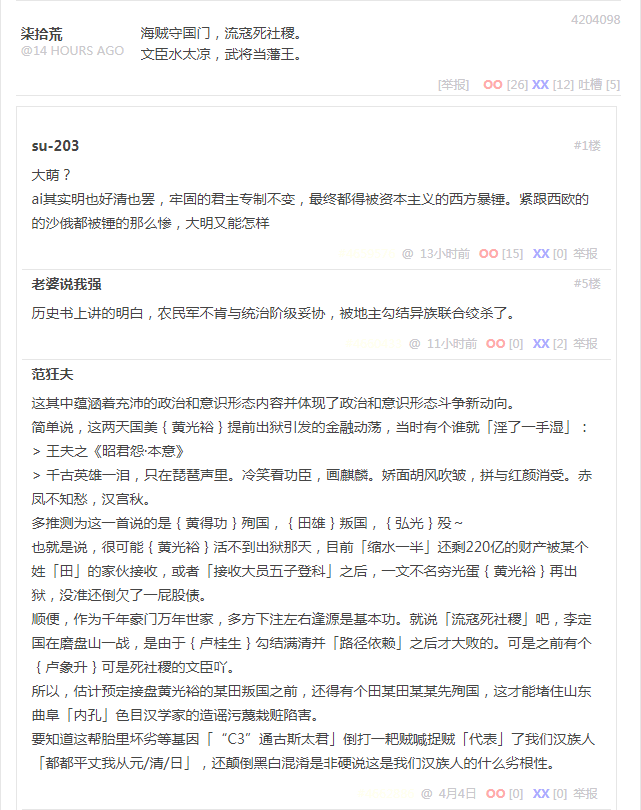 4204098
柒拾荒
@14 HOURS AGO
海贼守国门，流寇死社稷。
文臣水太凉，武将当藩王。
[举报] OO [26] XX [12] 吐槽 [5]
su-203 #1楼
大萌？
ai其实明也好清也罢，牢固的君主专制不变，最终都得被资本主义的西方暴锤。紧跟西欧的
的沙俄都被锤的那么惨，大明又能怎样
@ 13小时前 OO [15] XX [0] 举报
老婆说我强 #5楼
历史书上讲的明白，农民军不肯与统治阶级妥协，被地主勾结异族联合绞杀了。
@ 11小时前 OO [0] XX [2] 举报
范狂夫
这其中蕴涵着充沛的政治和意识形态内容并体现了政治和意识形态斗争新动向。
简单说，这两天国美｛黄光裕｝提前出狱引发的金融动荡，当时有个谁就「淫了一手湿」：
> 王夫之《昭君怨·本意》
> 千古英雄一泪，只在琵琶声里。冷笑看功臣，画麒麟。娇面胡风吹皱，拼与红颜消受。赤
凤不知愁，汉宫秋。
多推测为这一首说的是｛黄得功｝殉国，｛田雄｝叛国，｛弘光｝殁～
也就是说，很可能｛黄光裕｝活不到出狱那天，目前「缩水一半」还剩220亿的财产被某个
姓「田」的家伙接收，或者「接收大员五子登科」之后，一文不名穷光蛋｛黄光裕｝再出
狱，没准还倒欠了一屁股债。
顺便，作为千年豪门万年世家，多方下注左右逢源是基本功。就说「流寇死社稷」吧，李定
国在磨盘山一战，是由于｛卢桂生｝勾结满清并「路径依赖」之后才大败的。可是之前有个
｛卢象升｝可是死社稷的文臣吖。
所以，估计预定接盘黄光裕的某田叛国之前，还得有个田某田某某先殉国，这才能堵住山东
曲阜「内孔」色目汉学家的造谣污蔑栽赃陷害。
要知道这帮胎里坏劣等基因「“C3”通古斯太君」倒打一耙贼喊捉贼「代表」了我们汉族人
「都都平丈我从元/清/日」，还颠倒黑白混淆是非硬说这是我们汉族人的什么劣根性。
@ 4月4日 OO [0] XX [0] 举报